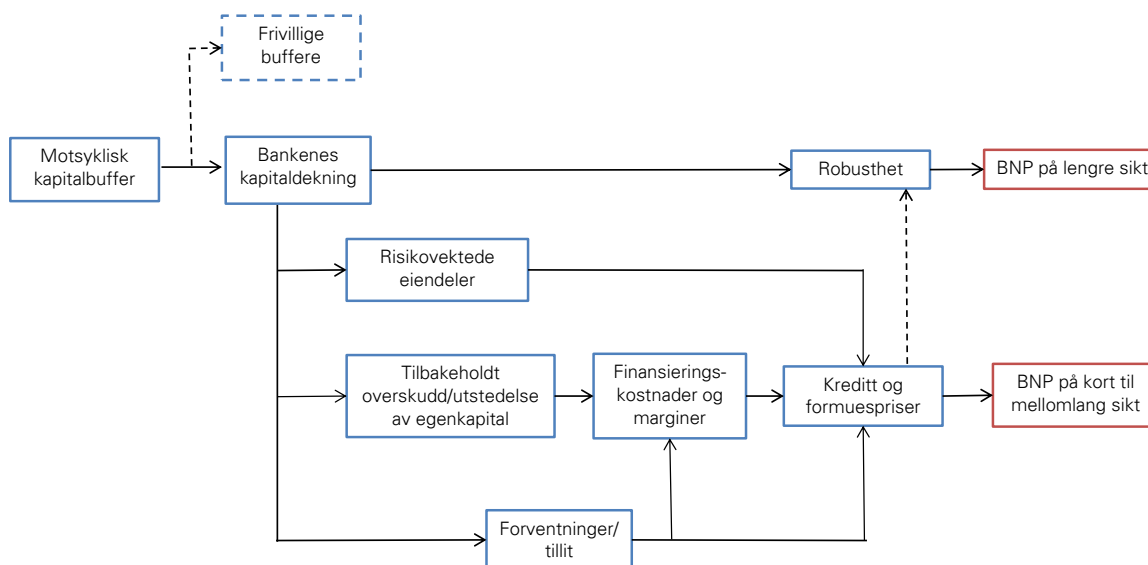 Frivillige
buffere
Motsyklisk
kapitalbuffer
Bankenes
kapitaldekning
Robusthet
BNP på lengre sikt
Risikovektede
eiendeler
Tilbakeholdt
overskudd/utstedelse
av egenkapital
Finansierings-
kostnader og
marginer
Kreditt og
formuespriser
BNP på kort til
mellomlang sikt
Forventninger/
tillit